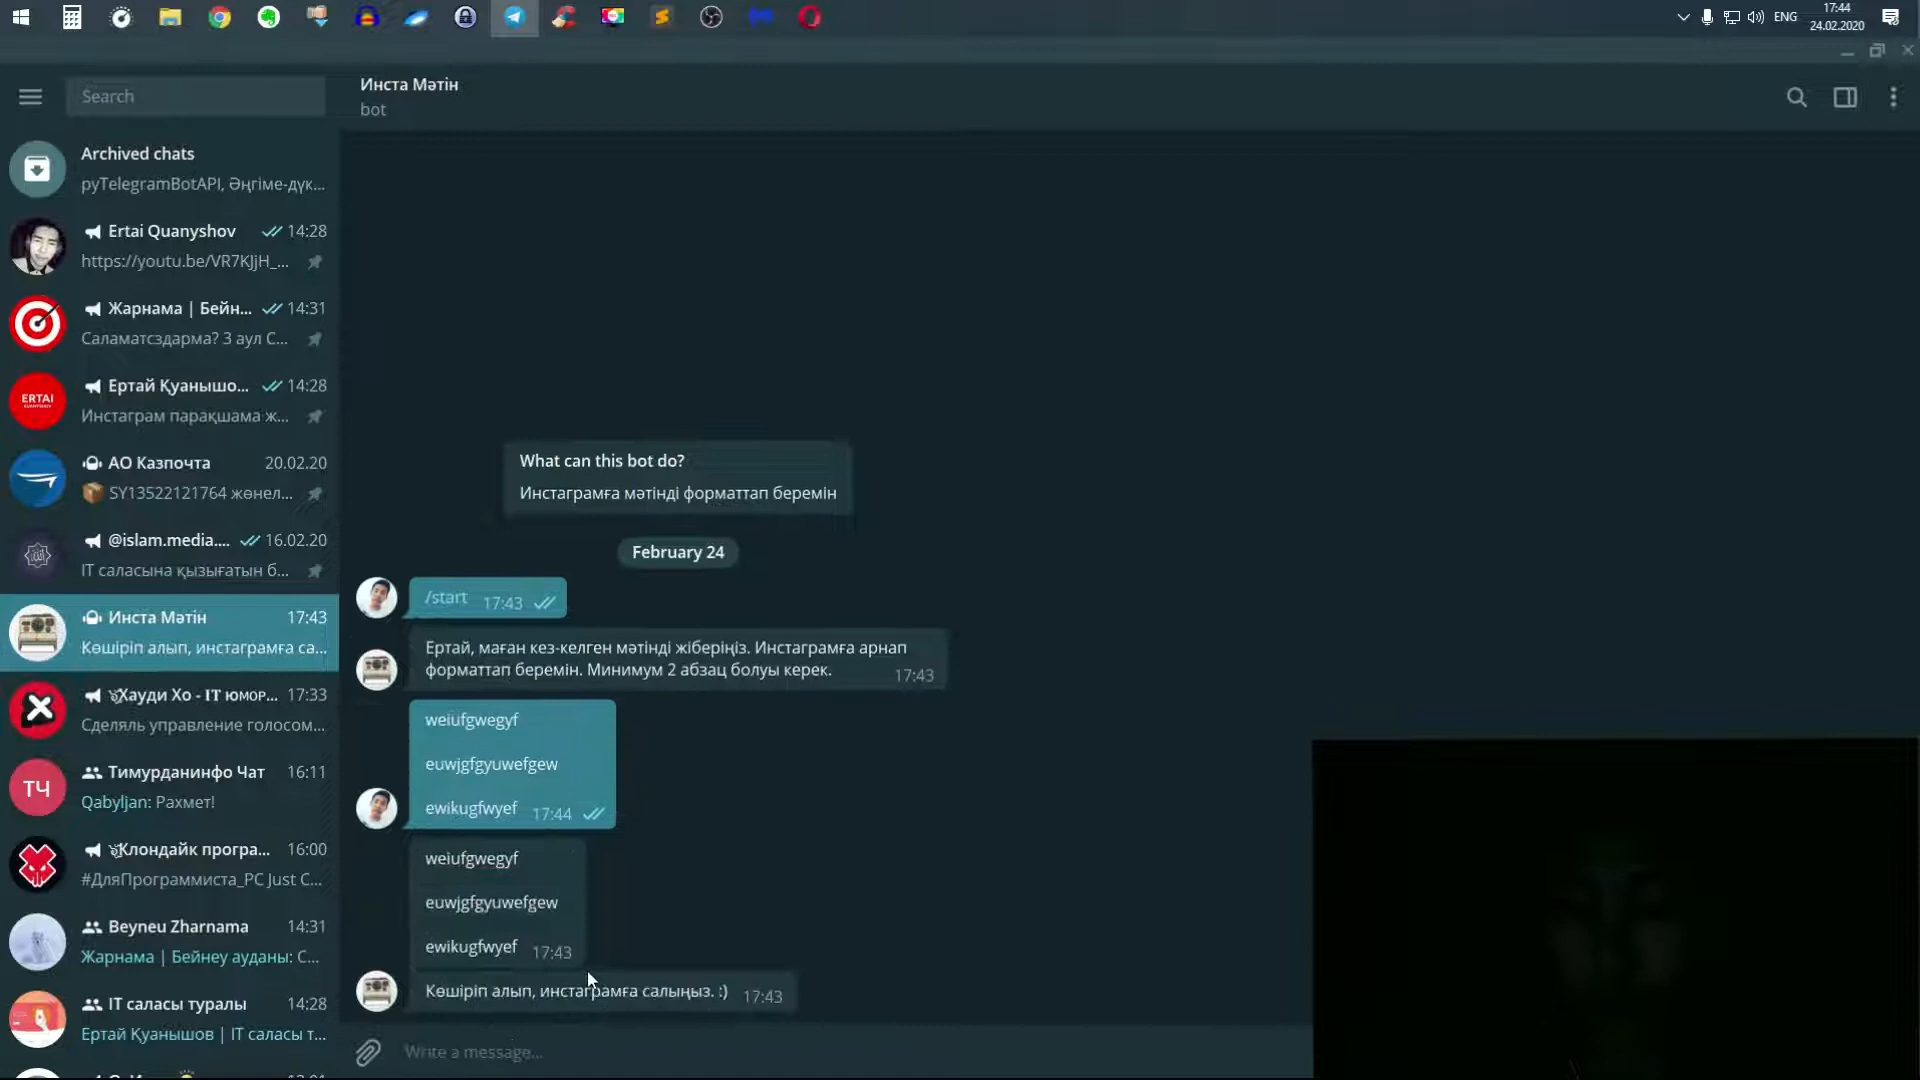 17:44
ENG
24.02.2020
Search
Инста Мәтін
bot
Archived chats
pyTelegramBotAPI, Әңгіме-дүк...
Ertai Quanyshov 14:28
https://youtu.be/VR7KJjH_...
Жарнама | Бейн... 14:31
Саламатсздарма? 3 аул С...
ERTAI
Ертай Қуанышо... 14:28
Инстаграм парақшама ж...
АО Казпочта 20.02.20
SY13522121764 жөнел...
@islam.media.... 16.02.20
IT саласына қызығатын б...
Инста Мәтін 17:43
Көшіріп алып, инстаграмға са...
Хауди Хо - IT юмор... 17:33
Сделяль управление голосом...
ТЧ
Тимурданинфо Чат 16:11
Qabyljan: Рахмет!
Клондайк програ... 16:00
#ДляПрограммиста_PC Just C...
Beyneu Zharnama 14:31
Жарнама | Бейнеу ауданы: С...
IT саласы туралы 14:28
Ертай Қуанышов | IT саласы т...
What can this bot do?
Инстаграмға мәтінді форматтап беремін
February 24
/start 17:43
Ертай, маған кез-келген мәтінді жіберіңіз. Инстаграмға арнап
форматтап беремін. Минимум 2 абзац болуы керек. 17:43
weiufgwegyf
euwjgfgyuwefgew
ewikugfwyef 17:44
weiufgwegyf
euwjgfgyuwefgew
ewikugfwyef 17:43
Көшіріп алып, инстаграмға салыңыз. :) 17:43
Write a message...